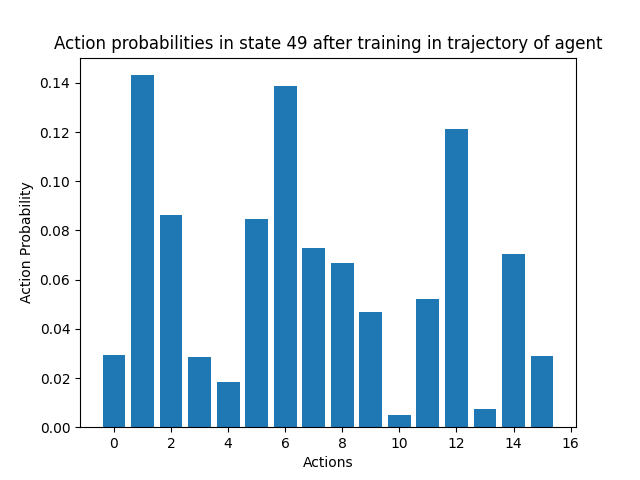 Action probabilities in state 49 after training in trajectory of agent
0.14
0.12
0.10
0.08
0.06
0.04
0.02
0.00
Action Probability
0 2 4 6 8 10 12 14 16
Actions